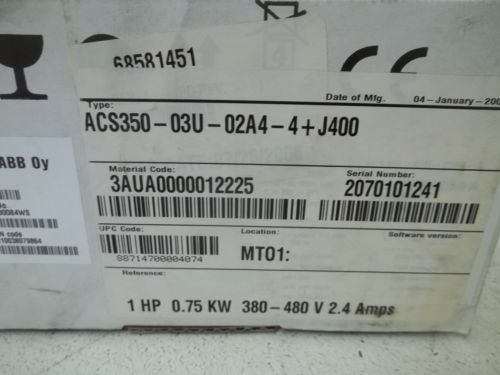 68581451
Type:
Date of Mfg. 04-January-200
ACS350-03U-02A4-4+J400
Material Code:
Serial Number:
3AUA0000012225
2070101241
UPC Code:
Location:
Software version:
88714700004074
MT01:
Reference:
1 HP 0.75 KW 380-480 V 2.4 Amps
ABB Oy
code